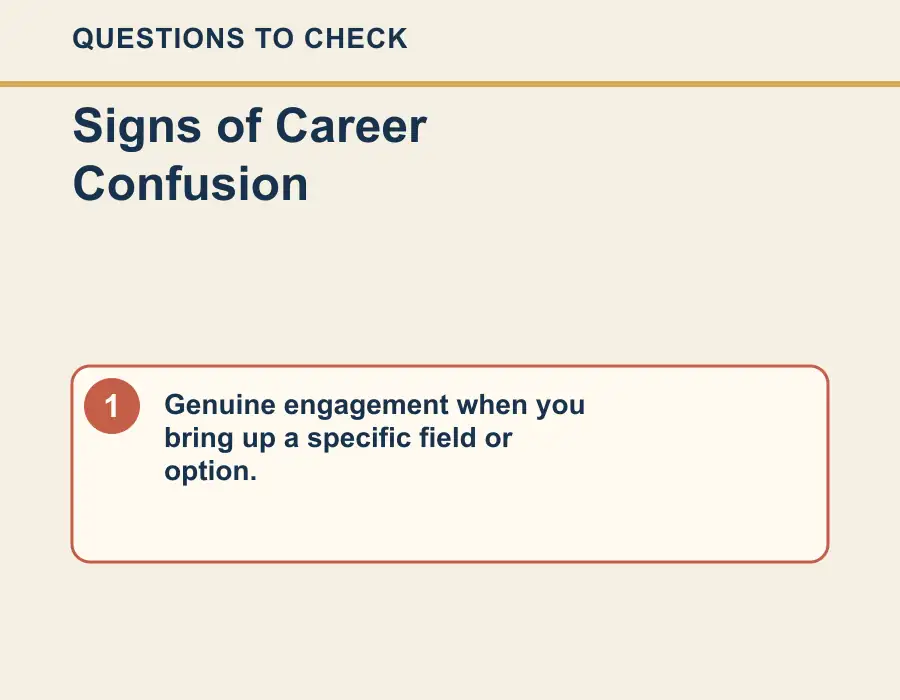 QUESTIONS TO CHECK
Signs of Career
Confusion
1
Genuine engagement when you
bring up a specific field or
option.